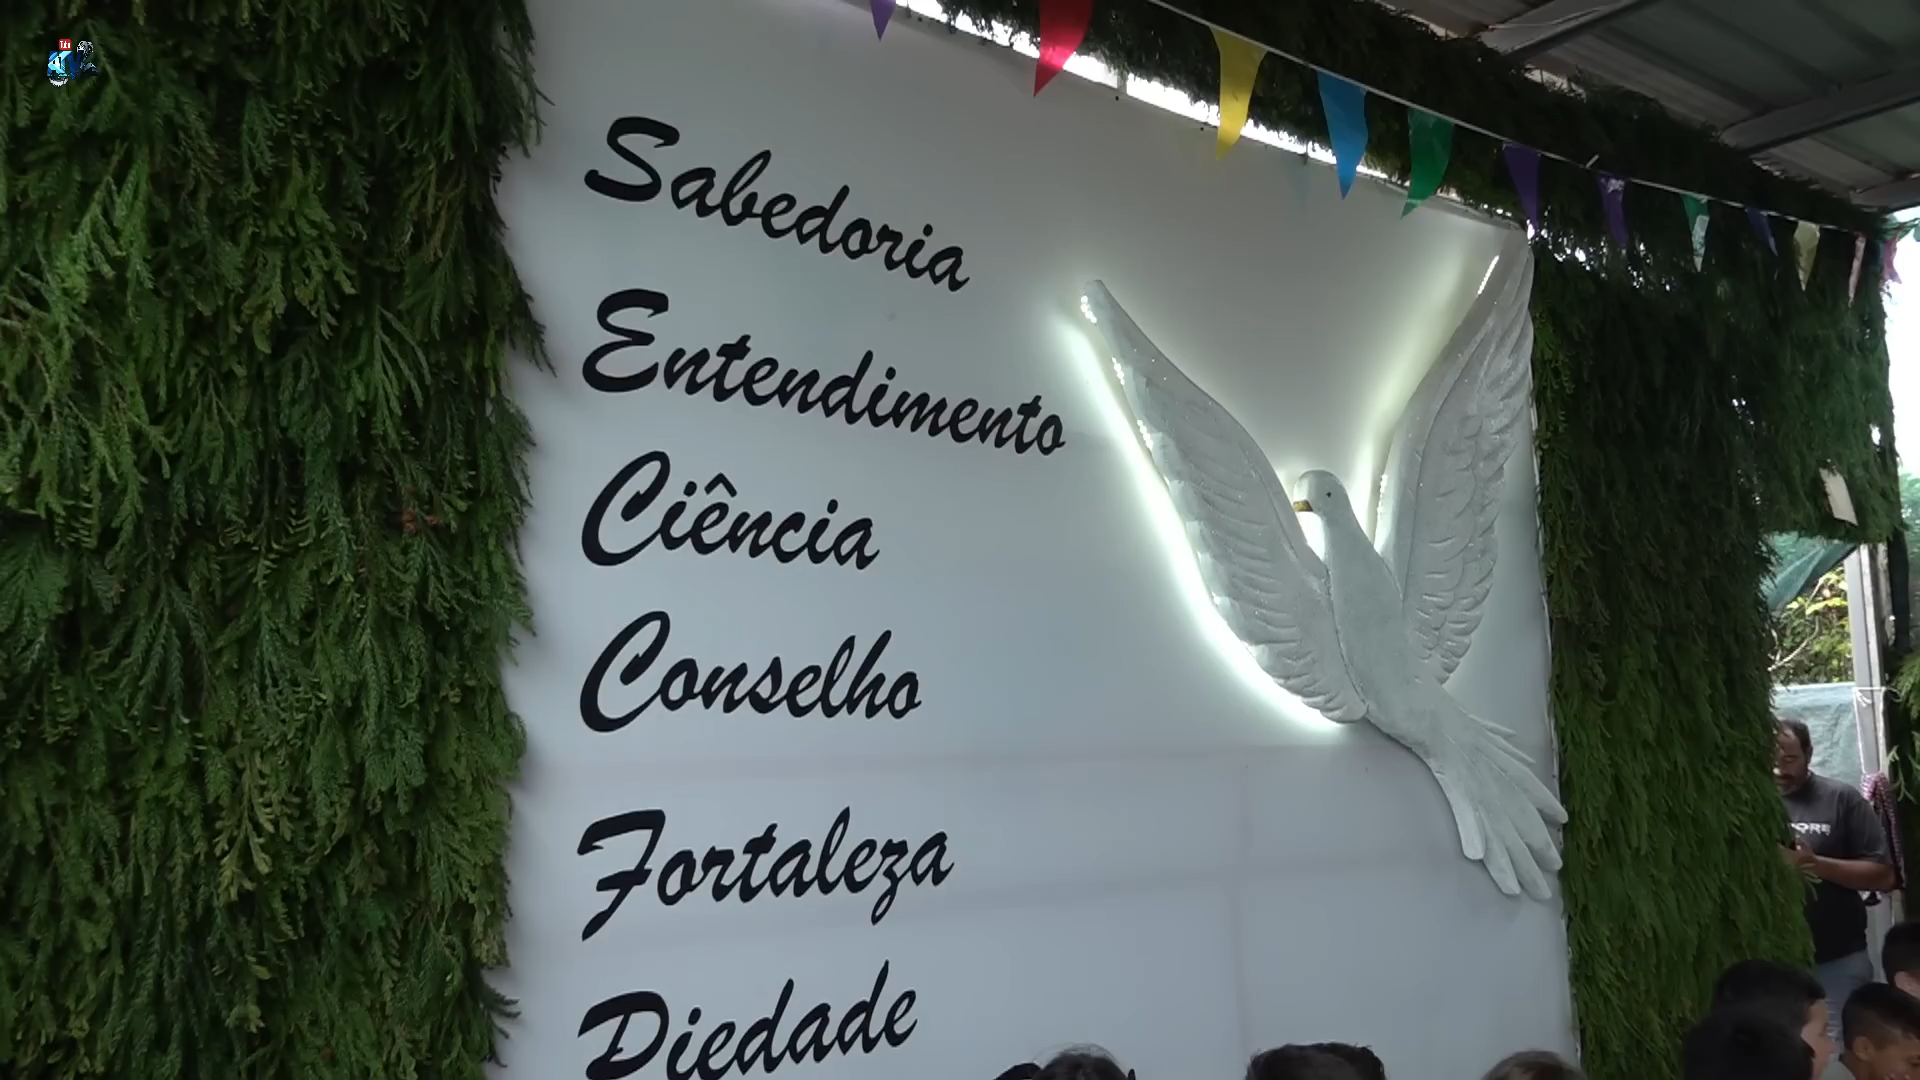 Sabedoria
Entendimento
Ciência
Conselho
Fortaleza
Piedade